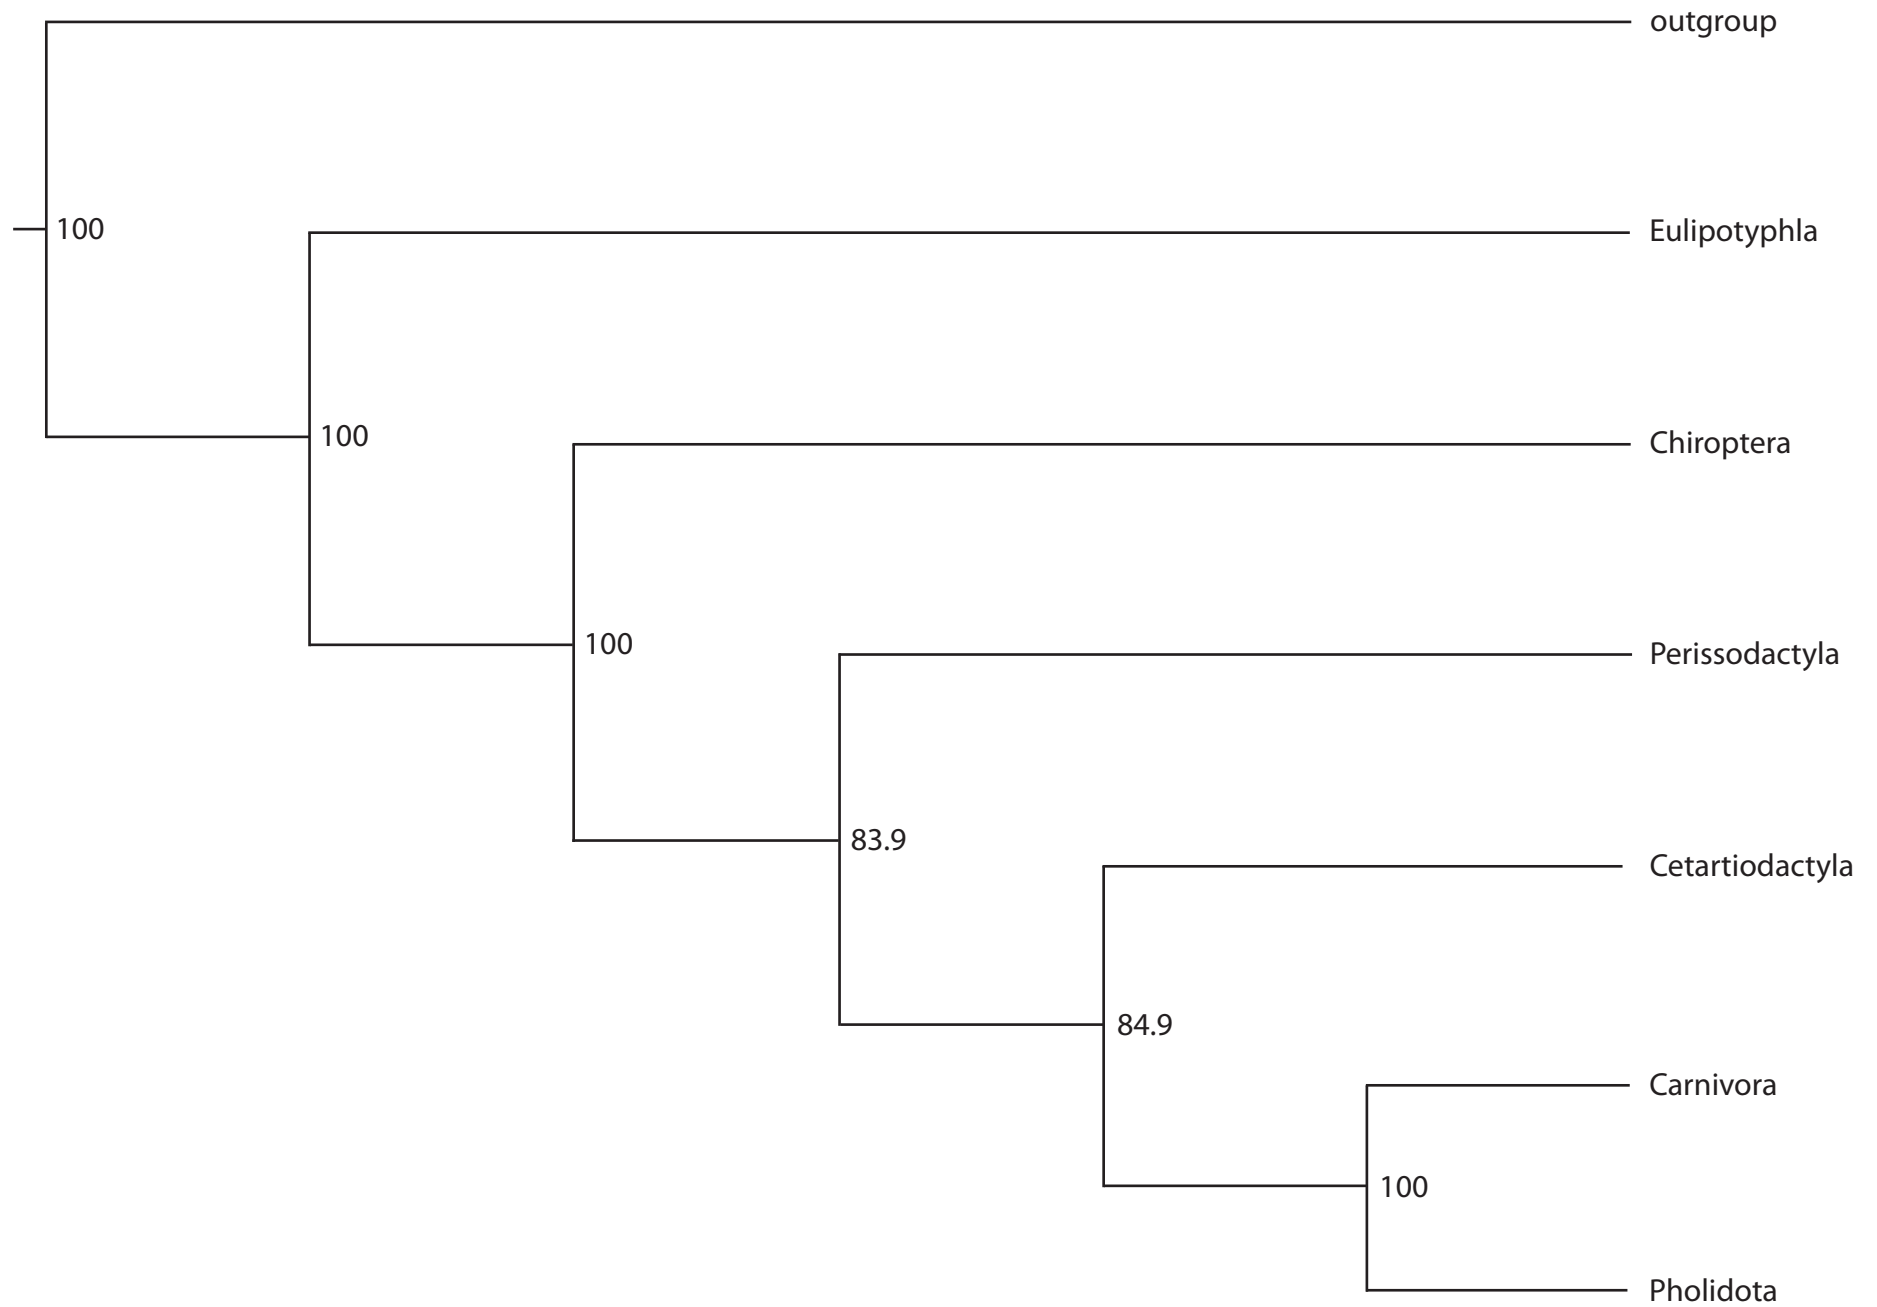 outgroup
100
Eulipotyphla
100
Chiroptera
100
Perissodactyla
83.9
Cetartiodactyla
84.9
Carnivora
100
Pholidota